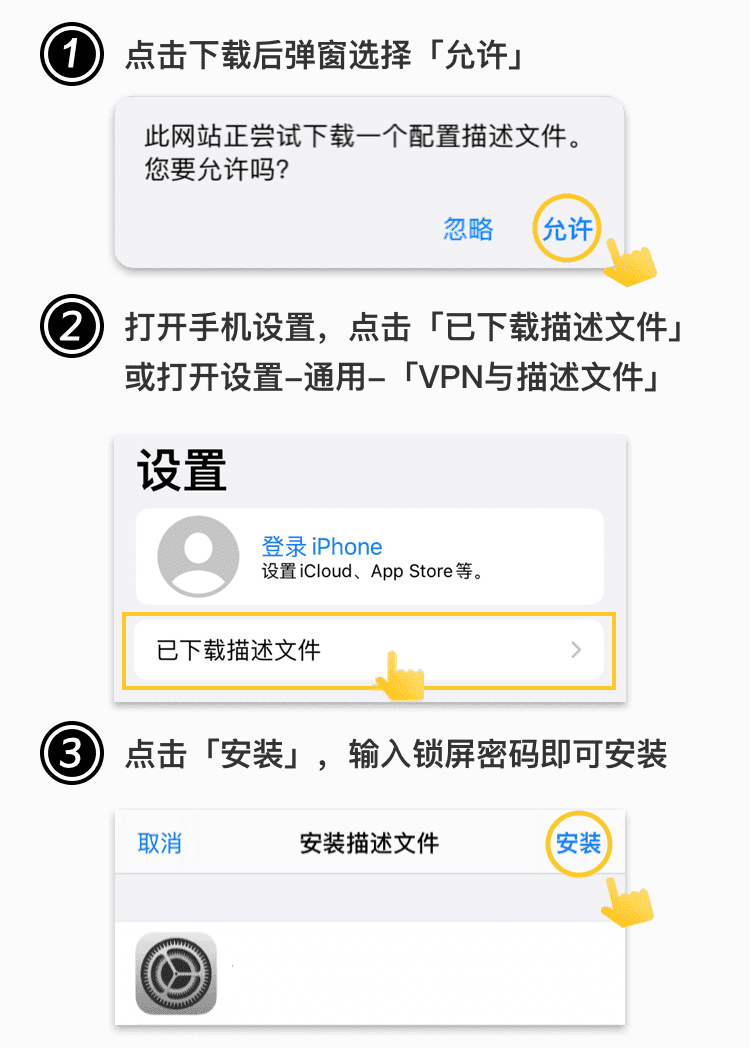 1
点击下载后弹窗选择「允许」
此网站正尝试下载一个配置描述文件。
您要允许吗?
忽略 允许
2
打开手机设置，点击「已下载描述文件」
或打开设置–通用–「VPN与描述文件」
设置
登录 iPhone
设置 iCloud、App Store 等。
已下载描述文件
3
点击「安装」，输入锁屏密码即可安装
取消 安装描述文件 安装